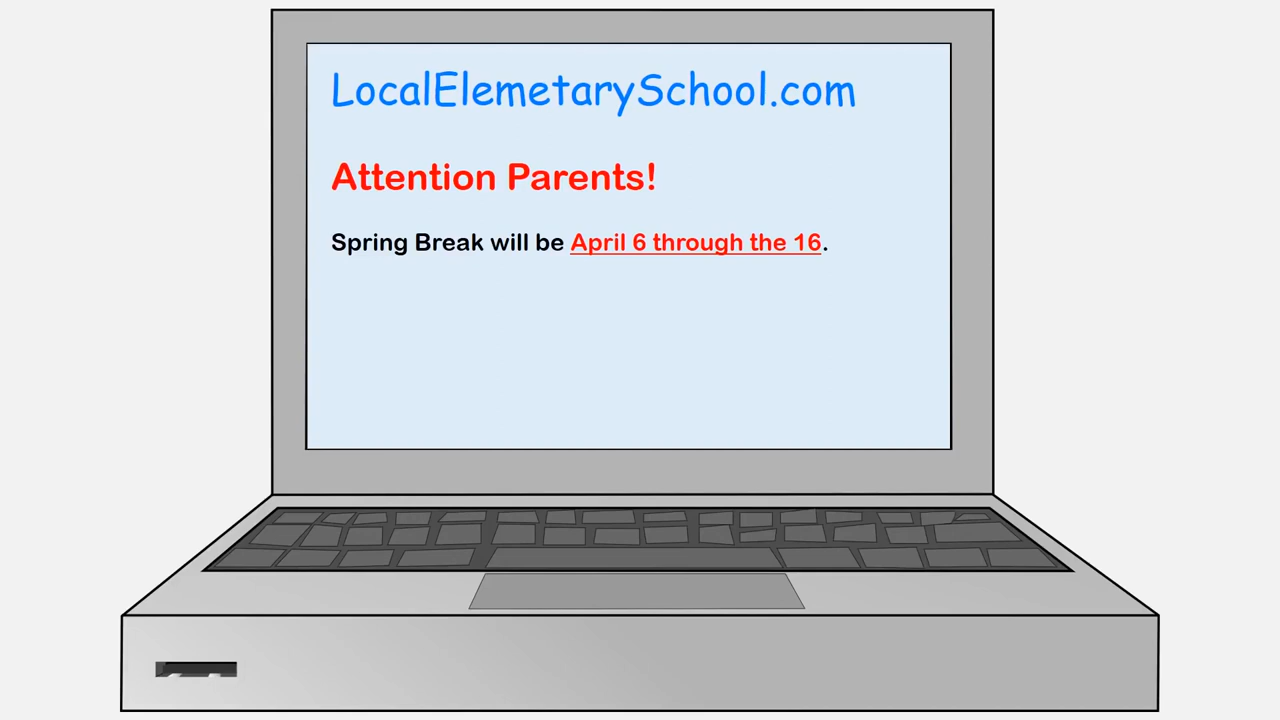 LocalElemetarySchool.com
Attention Parents!
Spring Break will be April 6 through the 16.